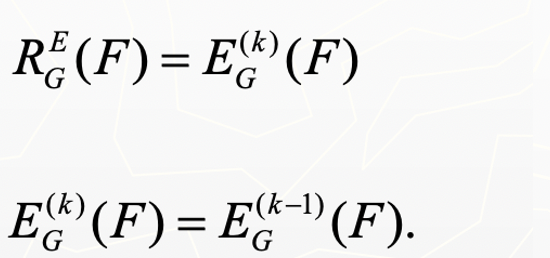 $R_G^E(F) = E_G^{(k)}(F)$
$E_G^{(k)}(F) = E_G^{(k-1)}(F).$